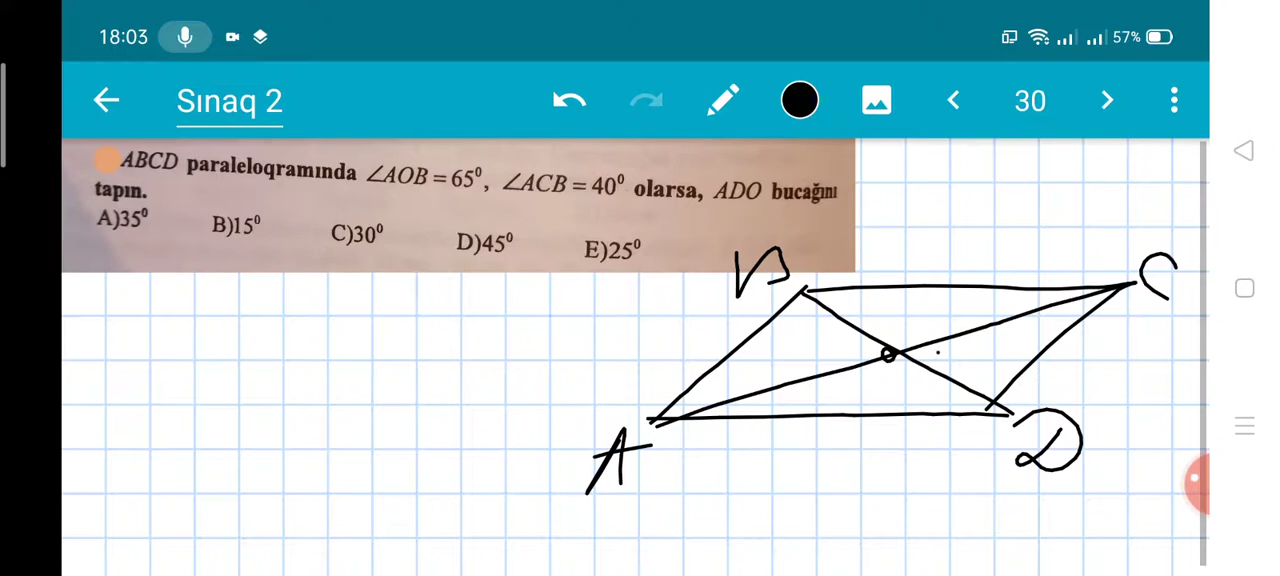 18:03 57%
Sınaq 2 30
ABCD paraleloqramında ∠AOB = 65⁰, ∠ACB = 40⁰ olarsa, ADO bucağını
tapın.
A)35⁰ B)15⁰ C)30⁰ D)45⁰ E)25⁰
B C
A D